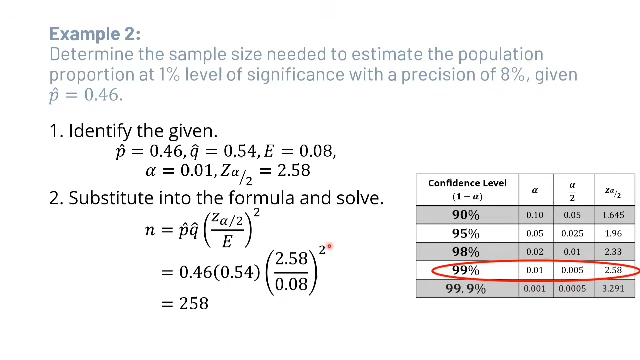 Example 2:
Determine the sample size needed to estimate the population
proportion at 1% level of significance with a precision of 8%, given
p̂ = 0.46.
1. Identify the given.
p̂ = 0.46, q̂ = 0.54, E = 0.08,
α = 0.01, Zα/2 = 2.58
2. Substitute into the formula and solve.
n = p̂q̂ (zα/2 / E)²
= 0.46(0.54) (2.58 / 0.08)²
= 258
Confidence Level (1 − α) α α/2 zα/2
90% 0.10 0.05 1.645
95% 0.05 0.025 1.96
98% 0.02 0.01 2.33
99% 0.01 0.005 2.58
99.9% 0.001 0.0005 3.291